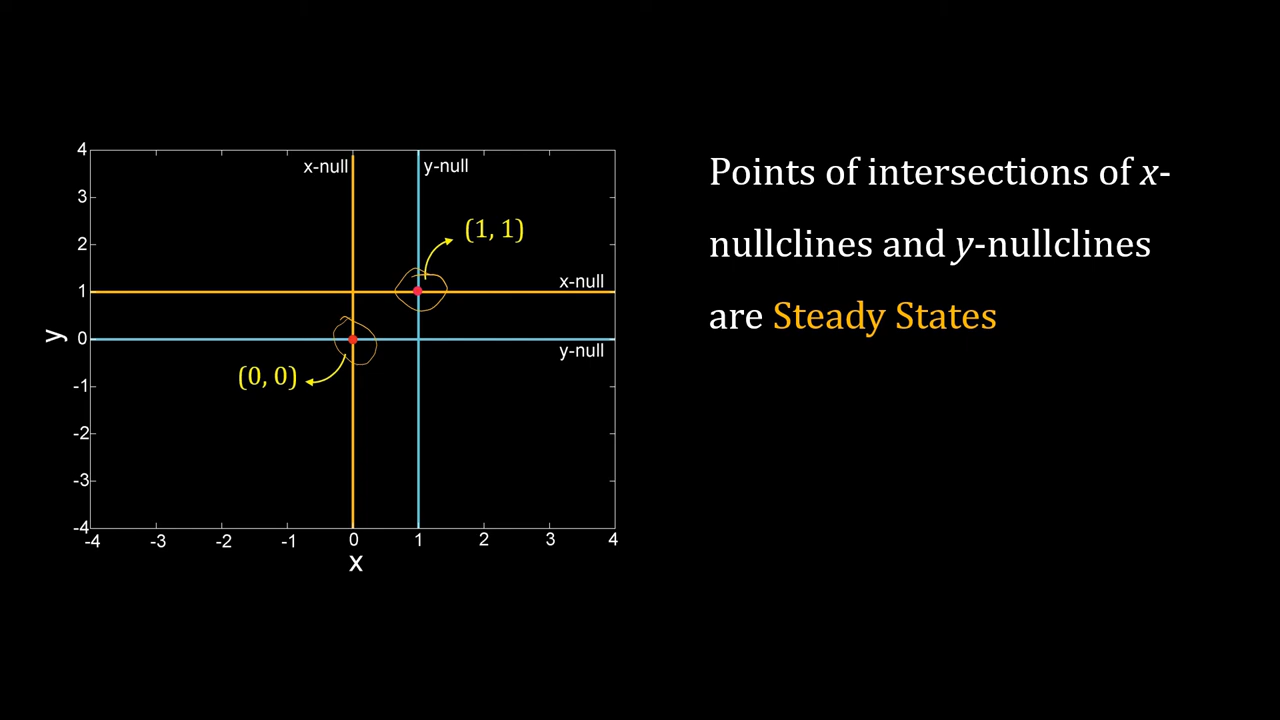 Points of intersections of x-
nullclines and y-nullclines
are Steady States
x-null
y-null
(1, 1)
x-null
y-null
(0, 0)
4
3
2
1
0
-1
-2
-3
-4
y
-4 -3 -2 -1 0 1 2 3 4
x